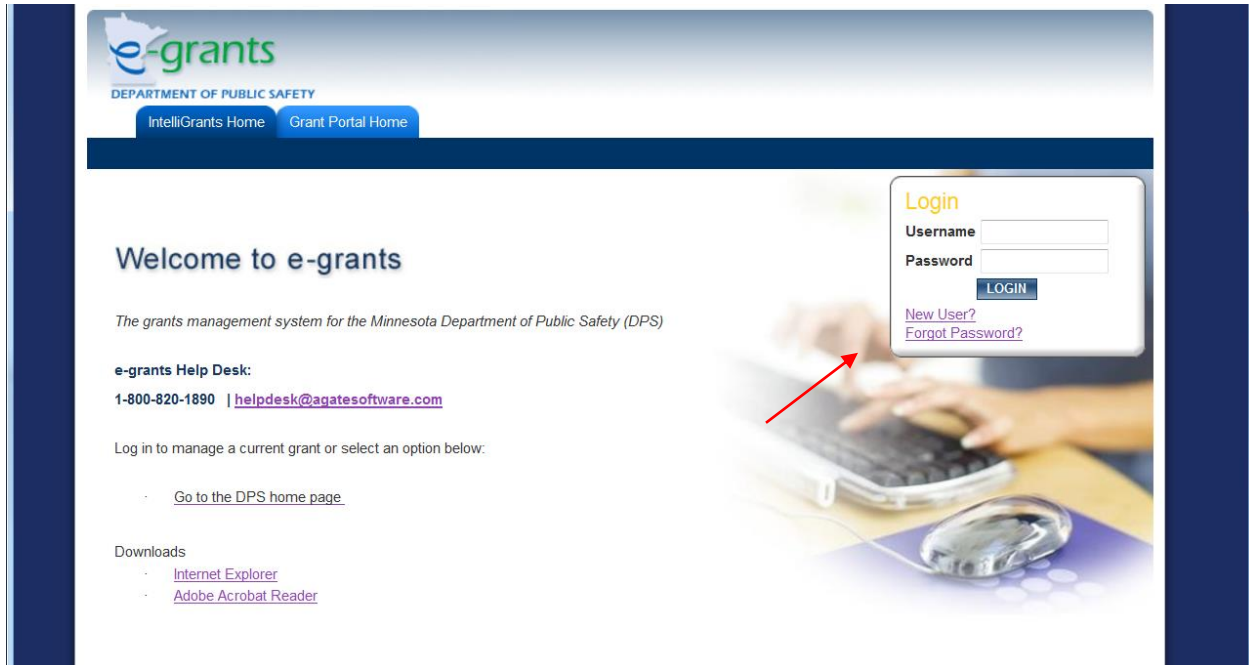 e-grants
DEPARTMENT OF PUBLIC SAFETY
IntelliGrants Home Grant Portal Home
Login
Username
Password
LOGIN
New User?
Forgot Password?
Welcome to e-grants
The grants management system for the Minnesota Department of Public Safety (DPS)
e-grants Help Desk:
1-800-820-1890 | helpdesk@agatesoftware.com
Log in to manage a current grant or select an option below:
· Go to the DPS home page
Downloads
· Internet Explorer
· Adobe Acrobat Reader